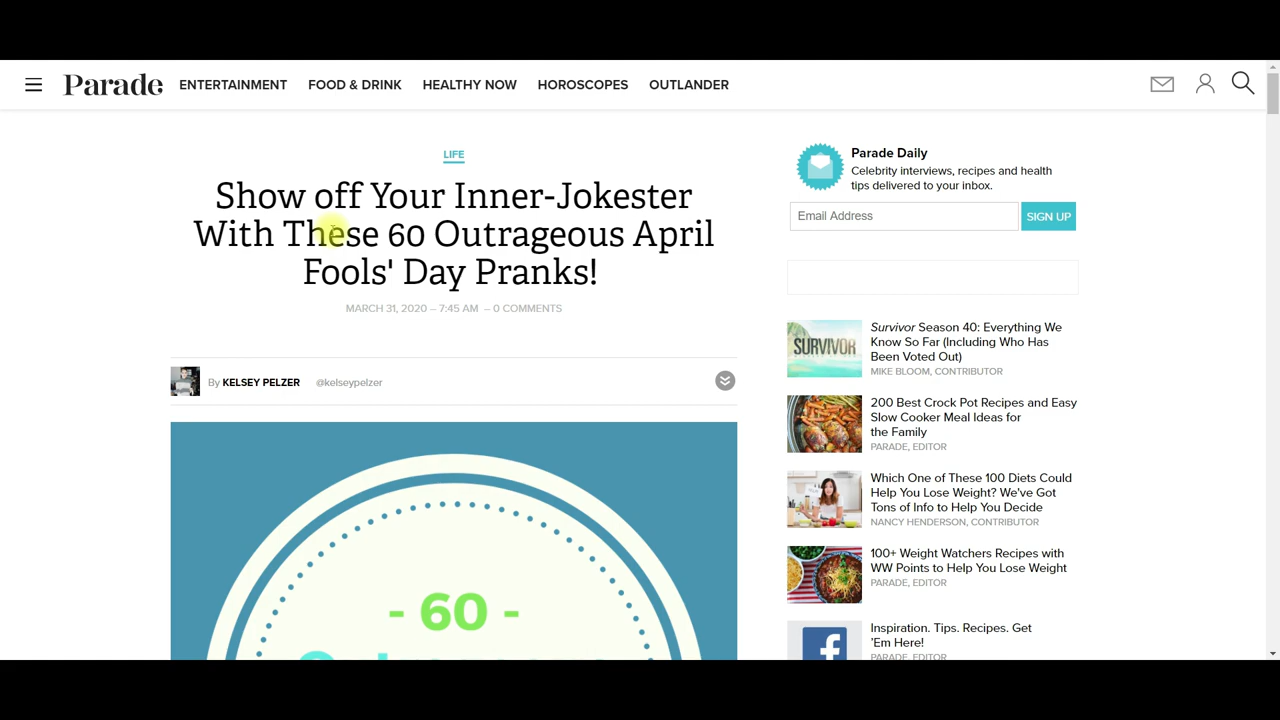 Parade ENTERTAINMENT FOOD & DRINK HEALTHY NOW HOROSCOPES OUTLANDER
LIFE
Show off Your Inner-Jokester
With These 60 Outrageous April
Fools' Day Pranks!
MARCH 31, 2020 – 7:45 AM – 0 COMMENTS
By KELSEY PELZER @kelseypelzer
- 60 -
Parade Daily
Celebrity interviews, recipes and health
tips delivered to your inbox.
Email Address SIGN UP
SURVIVOR
Survivor Season 40: Everything We
Know So Far (Including Who Has
Been Voted Out)
MIKE BLOOM, CONTRIBUTOR
200 Best Crock Pot Recipes and Easy
Slow Cooker Meal Ideas for
the Family
PARADE, EDITOR
Which One of These 100 Diets Could
Help You Lose Weight? We've Got
Tons of Info to Help You Decide
NANCY HENDERSON, CONTRIBUTOR
100+ Weight Watchers Recipes with
WW Points to Help You Lose Weight
PARADE, EDITOR
Inspiration. Tips. Recipes. Get
'Em Here!
PARADE, EDITOR